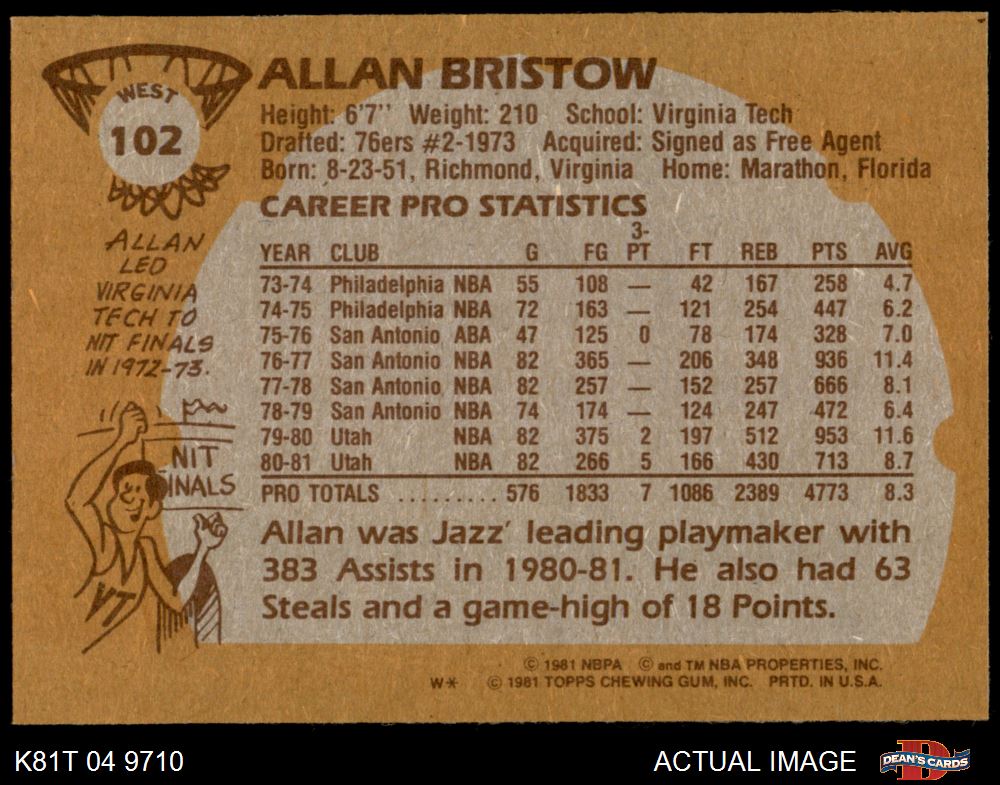 WEST
102
ALLAN BRISTOW
Height: 6'7" Weight: 210 School: Virginia Tech
Drafted: 76ers #2-1973 Acquired: Signed as Free Agent
Born: 8-23-51, Richmond, Virginia Home: Marathon, Florida
CAREER PRO STATISTICS
YEAR CLUB G FG 3-PT FT REB PTS AVG
73-74 Philadelphia NBA 55 108 — 42 167 258 4.7
74-75 Philadelphia NBA 72 163 — 121 254 447 6.2
75-76 San Antonio ABA 47 125 0 78 174 328 7.0
76-77 San Antonio NBA 82 365 — 206 348 936 11.4
77-78 San Antonio NBA 82 257 — 152 257 666 8.1
78-79 San Antonio NBA 74 174 — 124 247 472 6.4
79-80 Utah NBA 82 375 2 197 512 953 11.6
80-81 Utah NBA 82 266 5 166 430 713 8.7
PRO TOTALS .......... 576 1833 7 1086 2389 4773 8.3
Allan was Jazz' leading playmaker with
383 Assists in 1980-81. He also had 63
Steals and a game-high of 18 Points.
ALLAN
LED
VIRGINIA
TECH TO
NIT FINALS
IN 1972-73.
NIT
INALS
VT
© 1981 NBPA © and TM NBA PROPERTIES, INC.
W* © 1981 TOPPS CHEWING GUM, INC. PRTD. IN U.S.A.
K81T 04 9710
ACTUAL IMAGE
D
DEAN'S CARDS